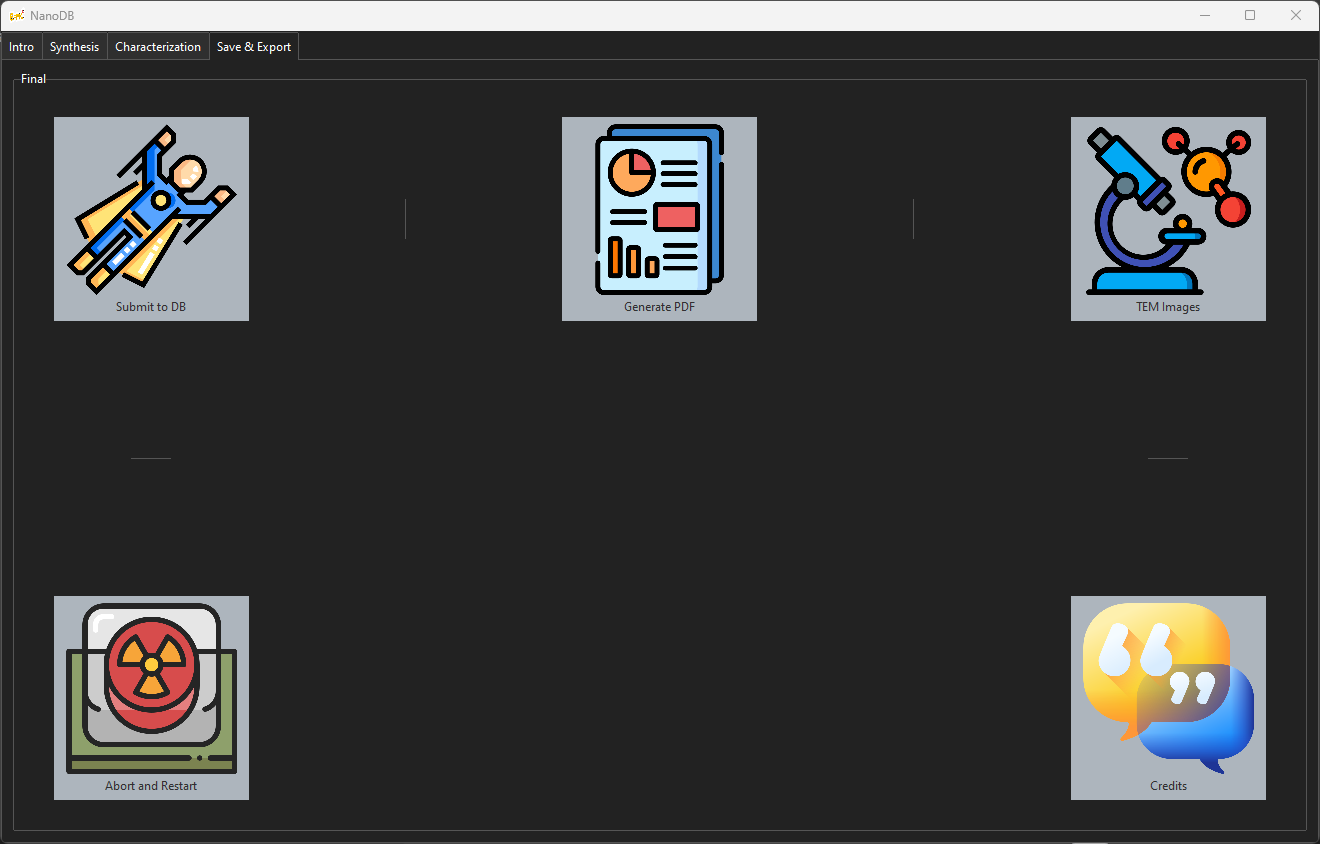 NanoDB
Intro Synthesis Characterization Save & Export
Final
Submit to DB
Generate PDF
TEM Images
Abort and Restart
Credits